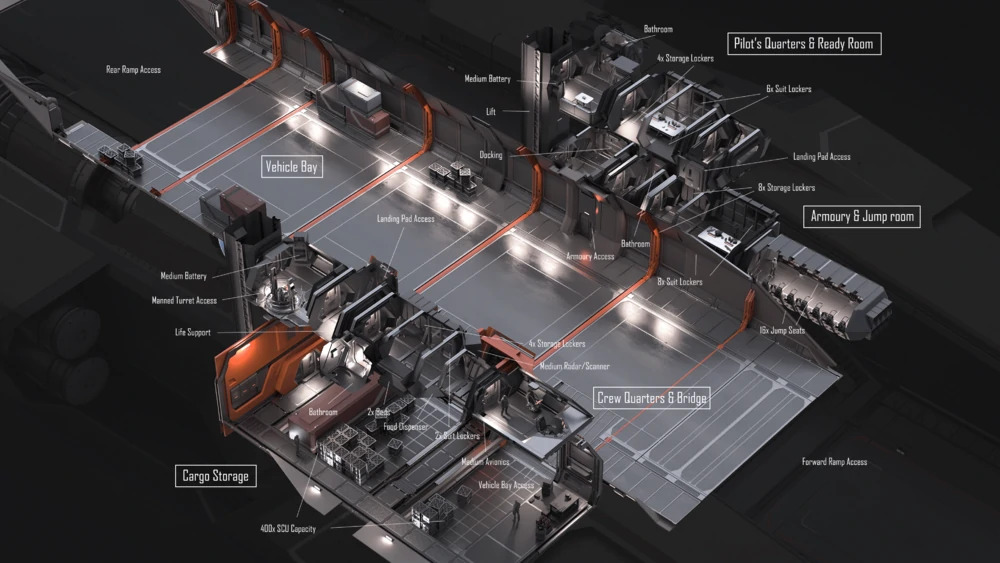 Bathroom
Pilot's Quarters & Ready Room
4x Storage Lockers
Rear Ramp Access
Medium Battery
6x Suit Lockers
Lift
Docking
Landing Pad Access
Vehicle Bay
8x Storage Lockers
Landing Pad Access
Armoury & Jump room
Bathroom
Armoury Access
Medium Battery
8x Suit Lockers
Manned Turret Access
Life Support
16x Jump Seats
4x Storage Lockers
Medium Radar/Scanner
Crew Quarters & Bridge
Bathroom
2x Beds
Food Dispenser
2x Suit Lockers
Medium Avionics
Forward Ramp Access
Cargo Storage
Vehicle Bay Access
400x SCU Capacity